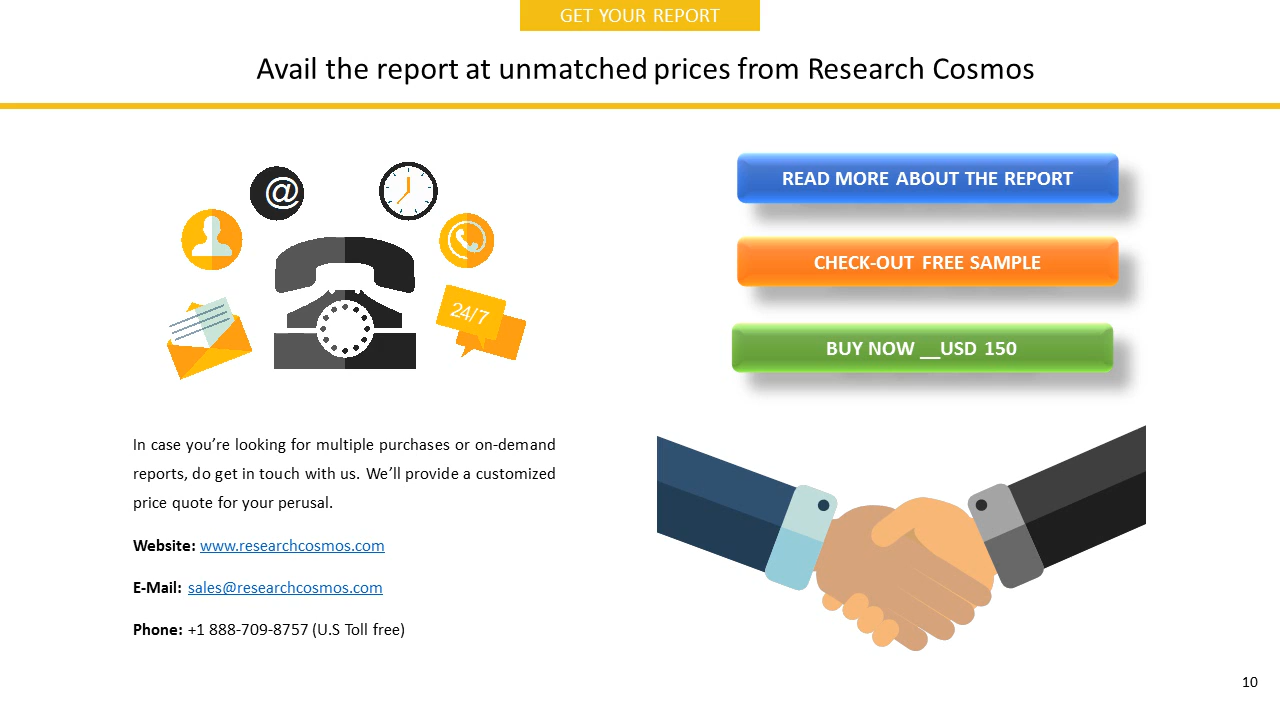 GET YOUR REPORT
Avail the report at unmatched prices from Research Cosmos
@
24/7
READ MORE ABOUT THE REPORT
CHECK-OUT FREE SAMPLE
BUY NOW __USD 150
In case you’re looking for multiple purchases or on-demand
reports, do get in touch with us. We’ll provide a customized
price quote for your perusal.
Website: www.researchcosmos.com
E-Mail: sales@researchcosmos.com
Phone: +1 888-709-8757 (U.S Toll free)
10